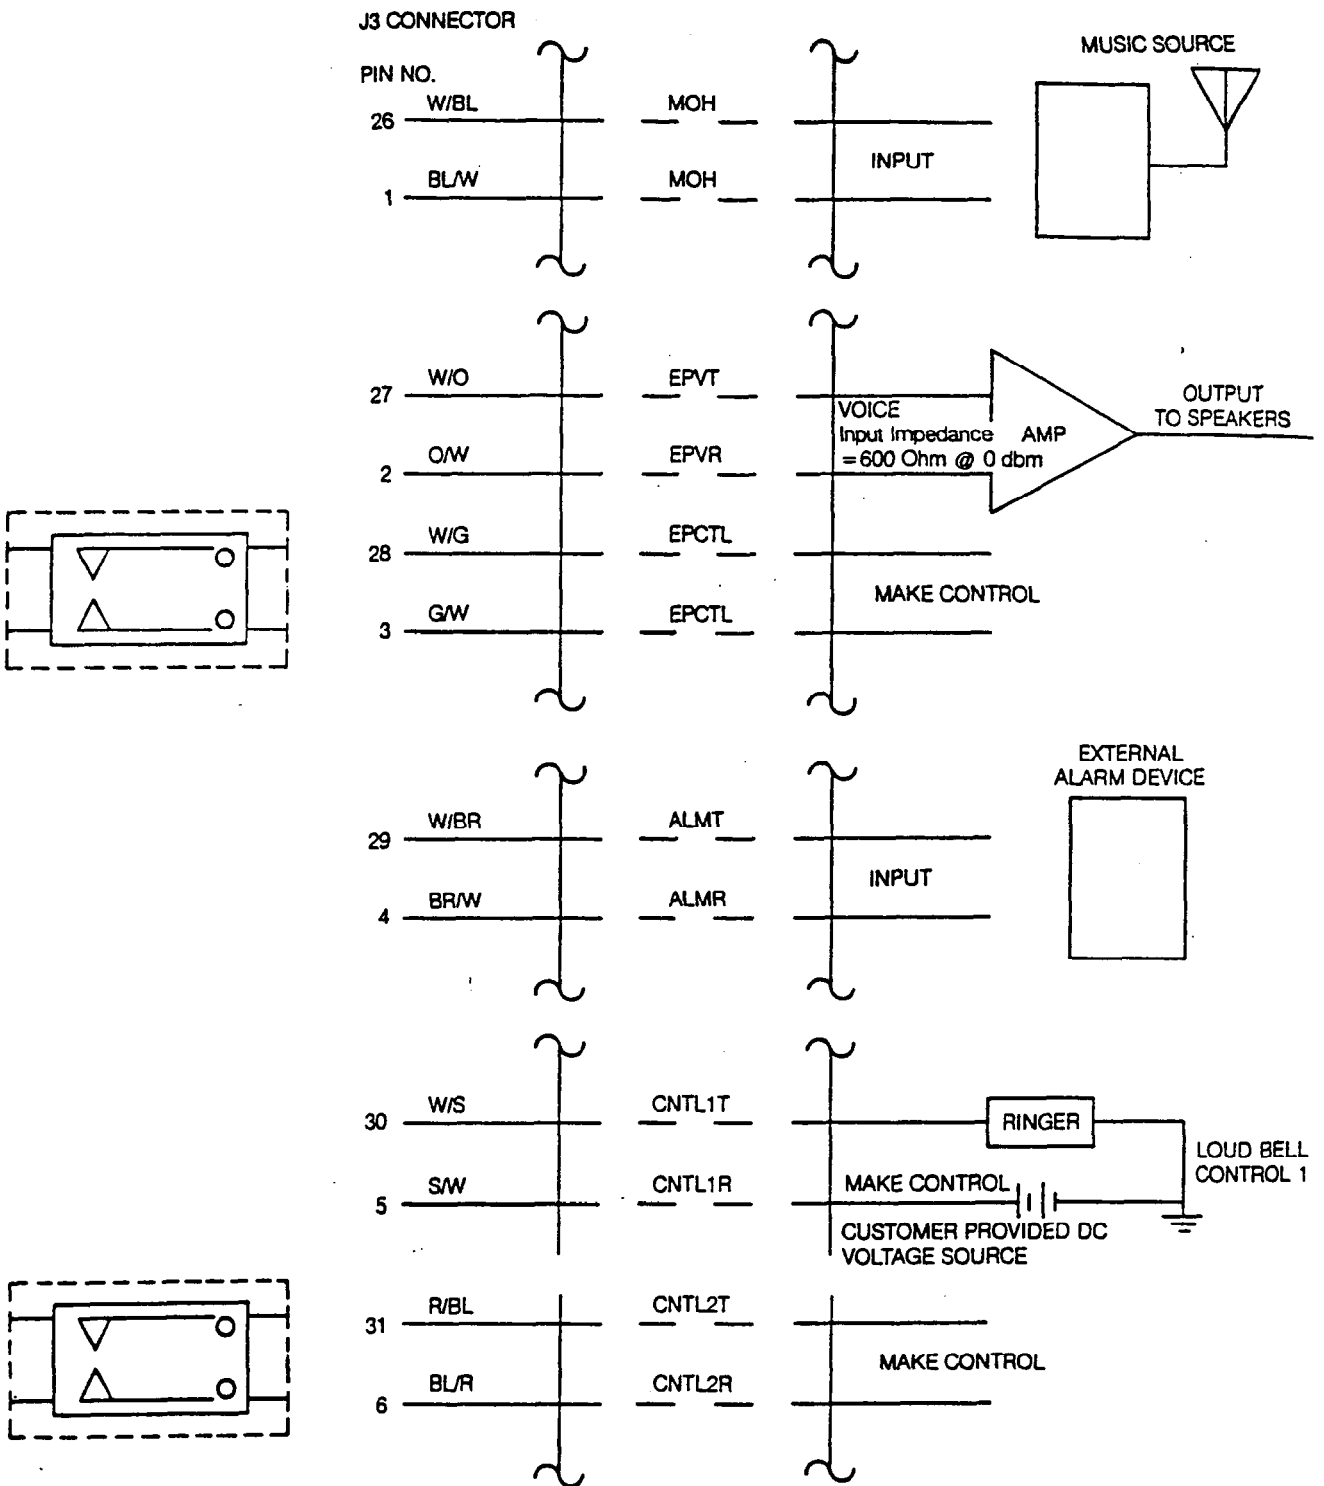 J3 CONNECTOR
PIN NO.
MUSIC SOURCE
26 W/BL MOH
INPUT
1 BL/W MOH
27 W/O EPVT
VOICE
Input Impedance
=600 Ohm @ 0 dbm
AMP
OUTPUT
TO SPEAKERS
2 O/W EPVR
28 W/G EPCTL
MAKE CONTROL
3 G/W EPCTL
EXTERNAL
ALARM DEVICE
29 W/BR ALMT
INPUT
4 BR/W ALMR
30 W/S CNTL1T
RINGER
LOUD BELL
CONTROL 1
5 S/W CNTL1R MAKE CONTROL
CUSTOMER PROVIDED DC
VOLTAGE SOURCE
31 R/BL CNTL2T
MAKE CONTROL
6 BL/R CNTL2R